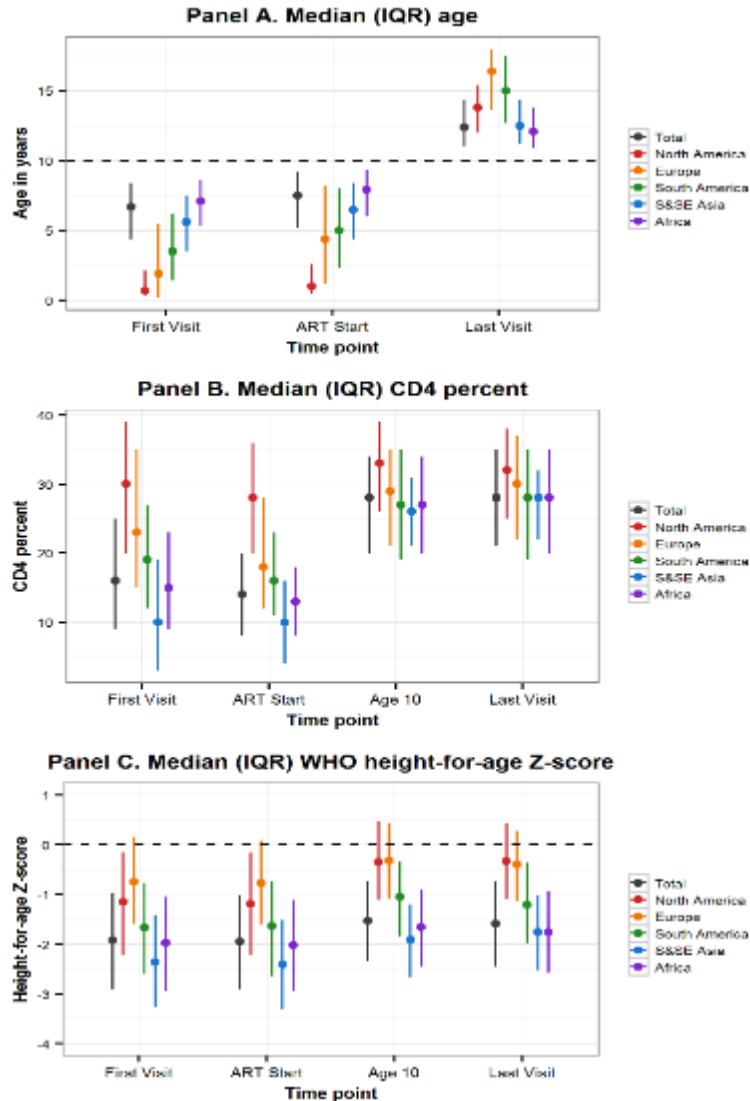 Panel A. Median (IQR) age
Age in years
15
10
5
0
First Visit
ART Start
Last Visit
Time point
Total
North America
Europe
South America
S&SE Asia
Africa
Panel B. Median (IQR) CD4 percent
CD4 percent
40
30
20
10
First Visit
ART Start
Age 10
Last Visit
Time point
Total
North America
Europe
South America
S&SE Asia
Africa
Panel C. Median (IQR) WHO height-for-age Z-score
Height-for-age Z-score
1
0
-1
-2
-3
-4
First Visit
ART Start
Age 10
Last Visit
Time point
Total
North America
Europe
South America
S&SE Asia
Africa